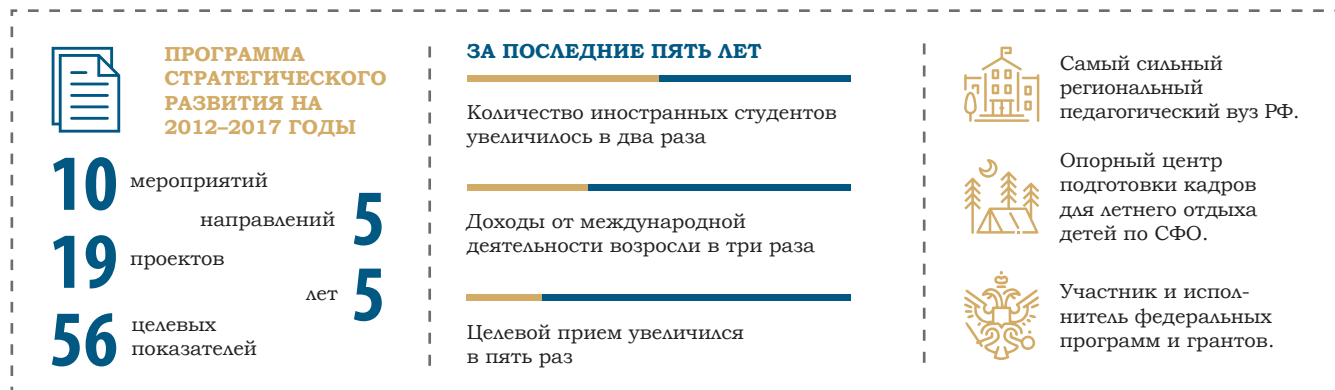 ПРОГРАММА
СТРАТЕГИЧЕСКОГО
РАЗВИТИЯ НА
2012–2017 ГОДЫ
10 мероприятий
направлений 5
19 проектов
лет 5
56 целевых
показателей
ЗА ПОСЛЕДНИЕ ПЯТЬ ЛЕТ
Количество иностранных студентов
увеличилось в два раза
Доходы от международной
деятельности возросли в три раза
Целевой прием увеличился
в пять раз
Самый сильный
региональный
педагогический вуз РФ.
Опорный центр
подготовки кадров
для летнего отдыха
детей по СФО.
Участник и испол-
нитель федеральных
программ и грантов.